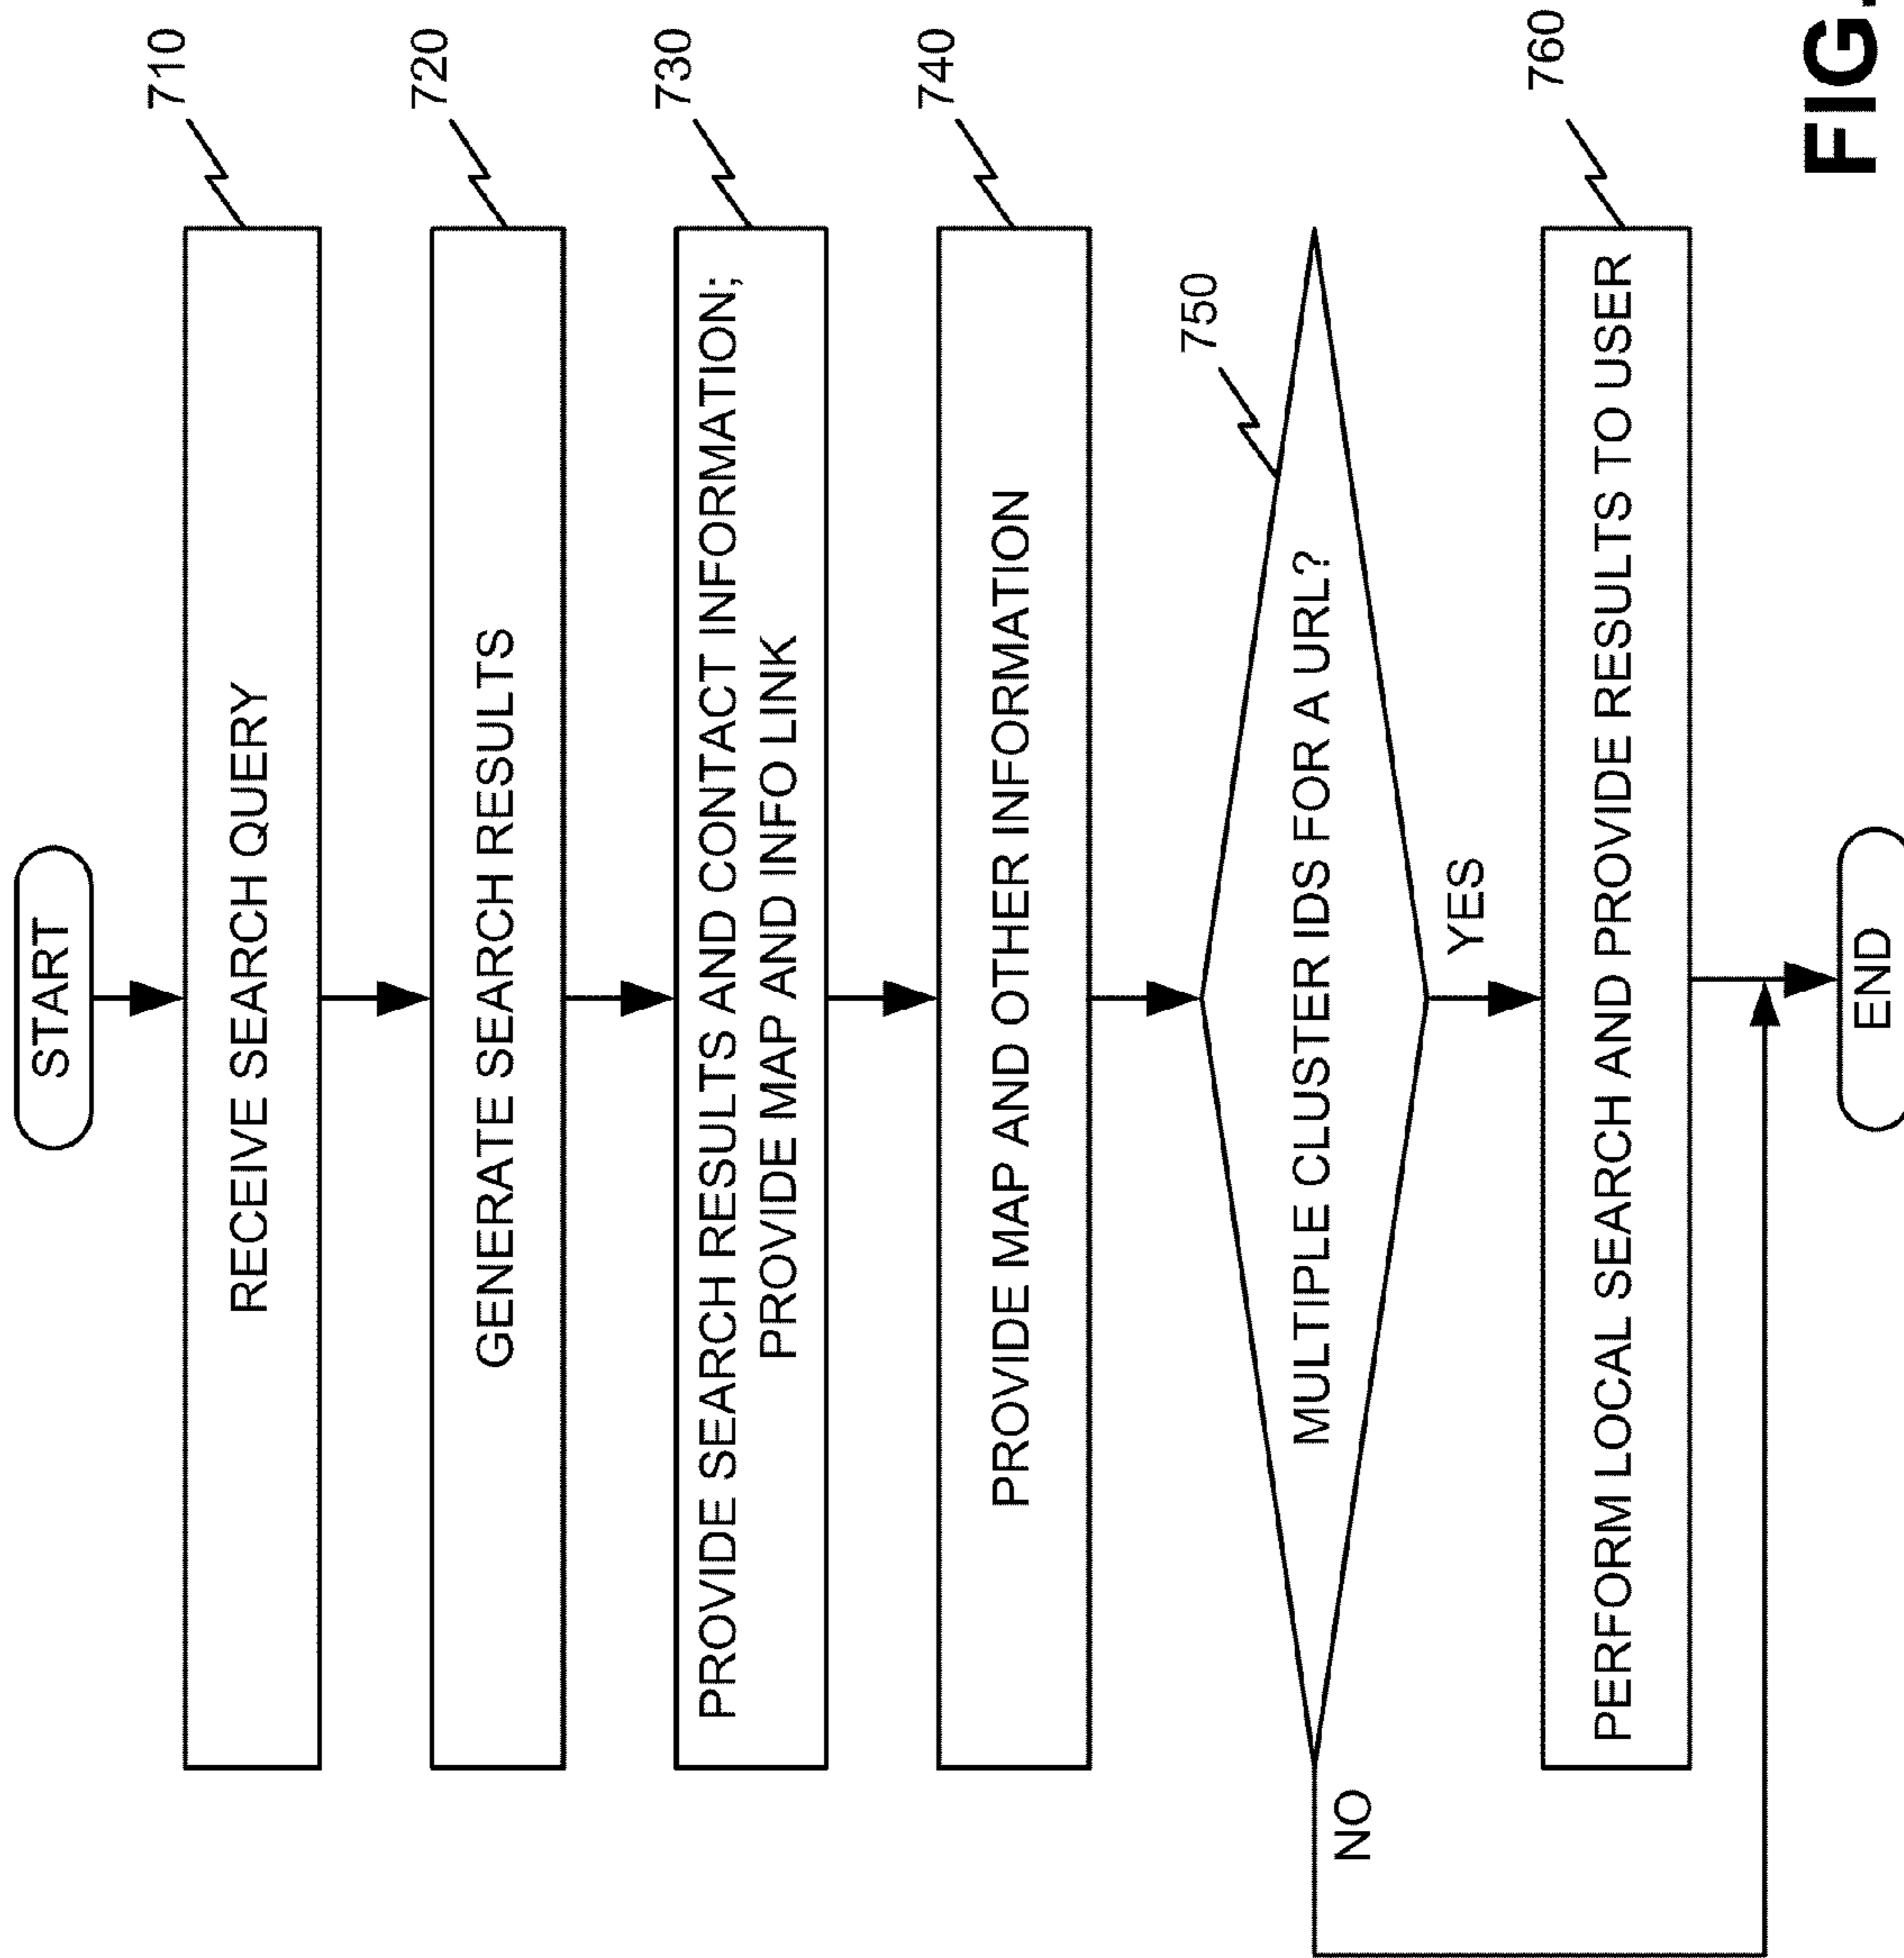 START
RECEIVE SEARCH QUERY
710
GENERATE SEARCH RESULTS
720
PROVIDE SEARCH RESULTS AND CONTACT INFORMATION;
PROVIDE MAP AND INFO LINK
730
PROVIDE MAP AND OTHER INFORMATION
740
MULTIPLE CLUSTER IDS FOR A URL?
750
NO
YES
PERFORM LOCAL SEARCH AND PROVIDE RESULTS TO USER
760
END
FIG.